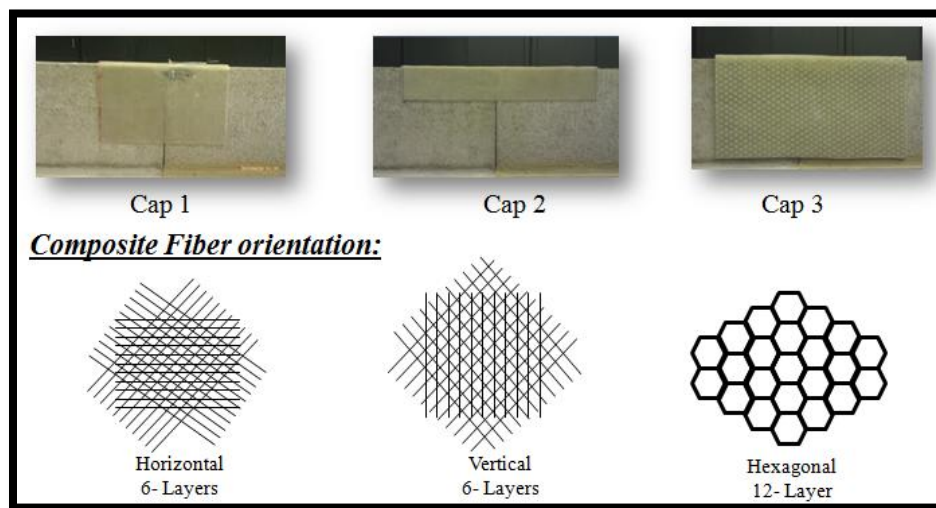 Cap 1
Cap 2
Cap 3
Composite Fiber orientation:
Horizontal
6- Layers
Vertical
6- Layers
Hexagonal
12- Layer